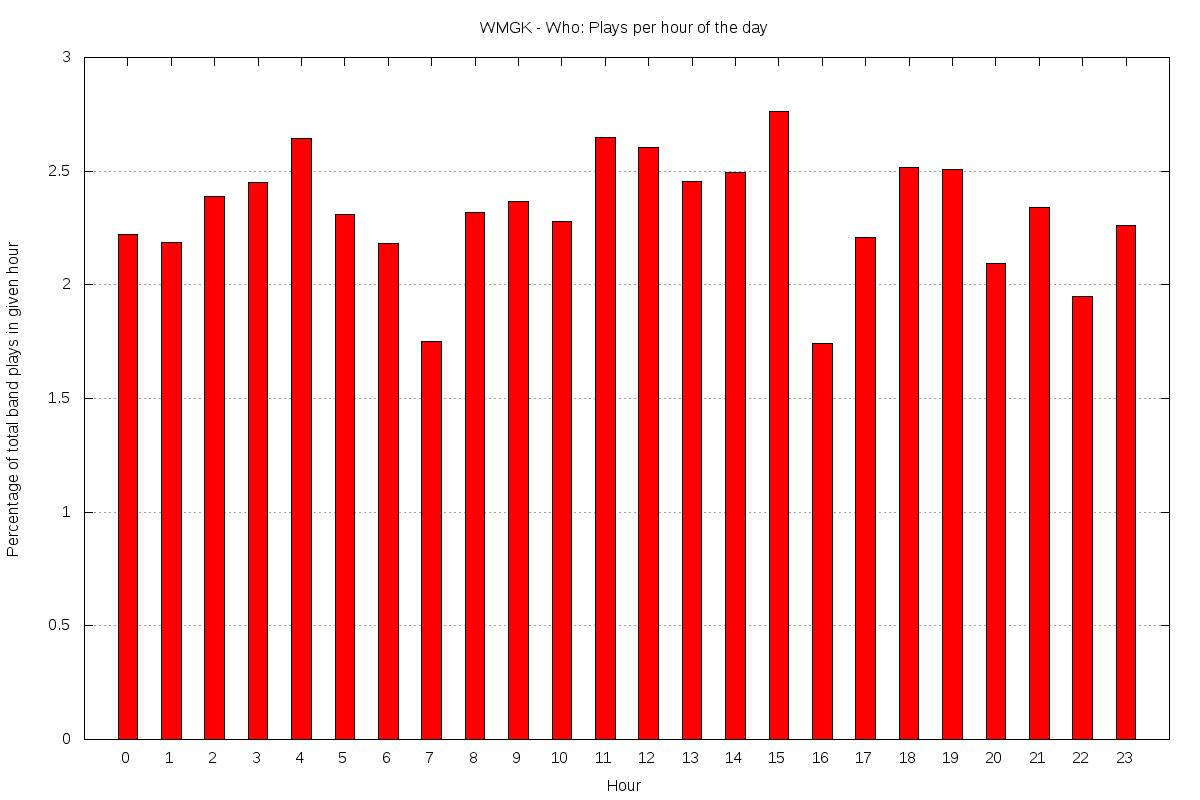 WMGK - Who: Plays per hour of the day
Percentage of total band plays in given hour
3
2.5
2
1.5
1
0.5
0
0 1 2 3 4 5 6 7 8 9 10 11 12 13 14 15 16 17 18 19 20 21 22 23
Hour